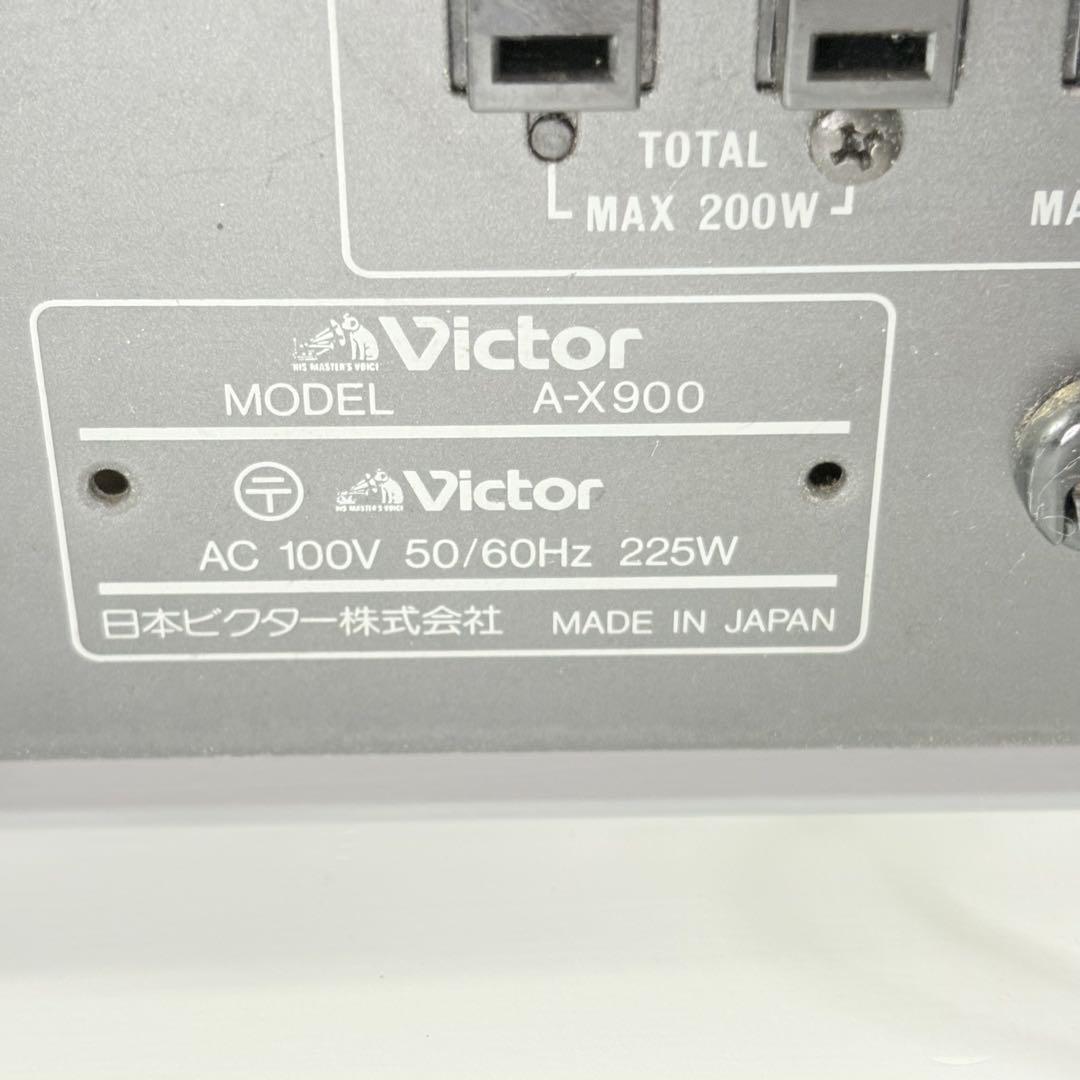 TOTAL
MAX 200W
MA
Victor
HIS MASTER'S VOICE
MODEL A-X900
Victor
HIS MASTER'S VOICE
AC 100V 50/60Hz 225W
日本ビクター株式会社 MADE IN JAPAN